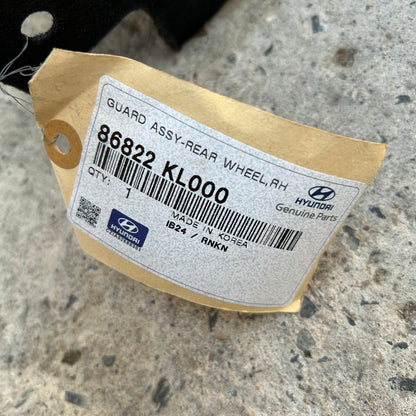 GUARD ASSY-REAR WHEEL,RH
86822 KL000
QTY: 1
MADE IN KOREA
IB24 / RNKN
HYUNDAI
Genuine Parts
HYUNDAI